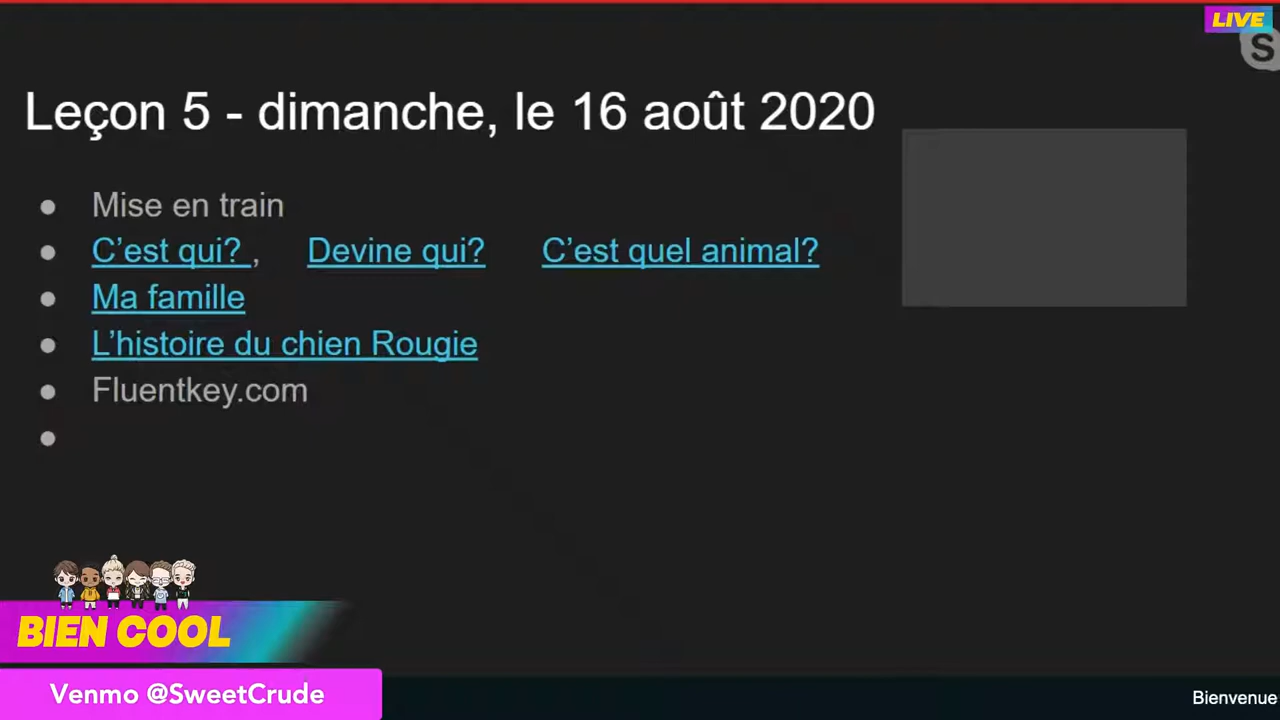 LIVE
S
Leçon 5 - dimanche, le 16 août 2020
Mise en train
C’est qui? , Devine qui? C’est quel animal?
Ma famille
L’histoire du chien Rougie
Fluentkey.com
BIEN COOL
Venmo @SweetCrude
Bienvenue